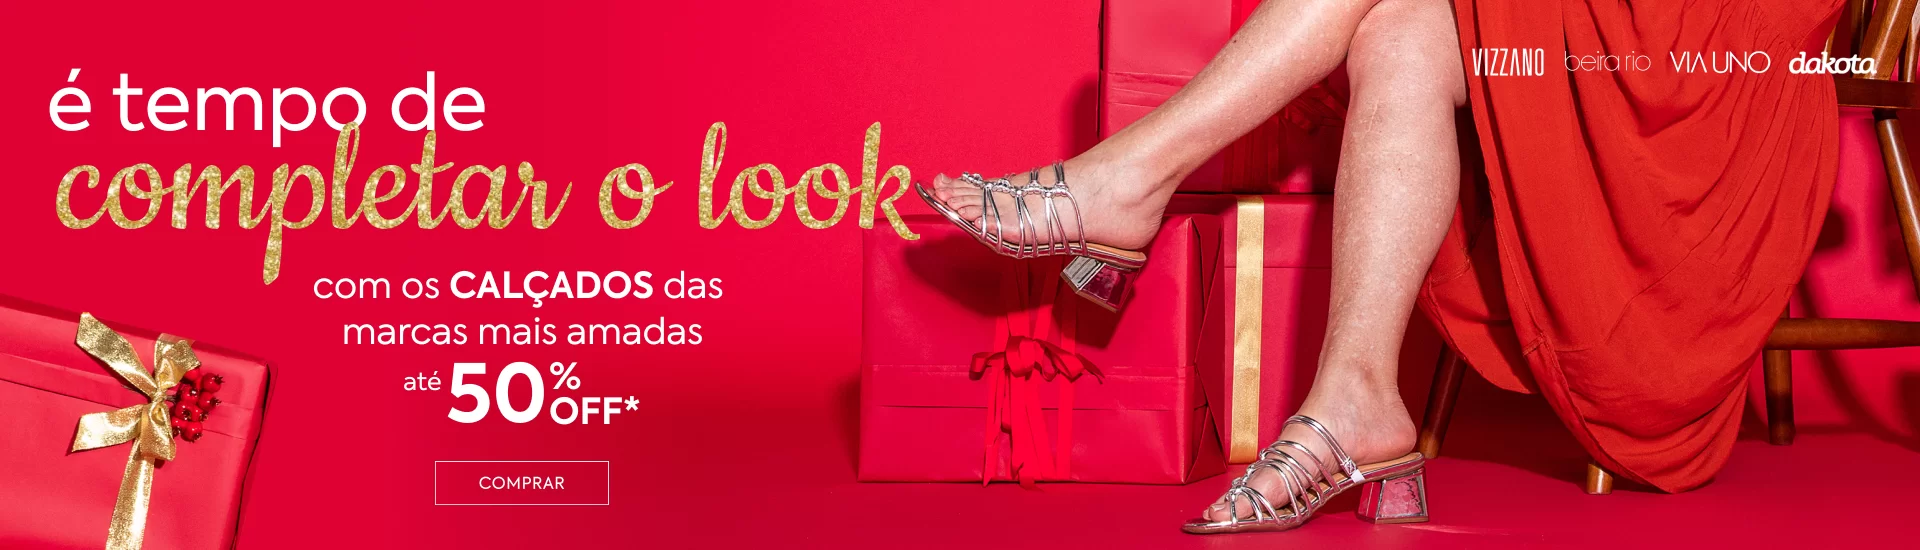 é tempo de
completar o look
com os CALÇADOS das
marcas mais amadas
até 50% OFF*
COMPRAR
VIZZANO beira rio VIA UNO dakota